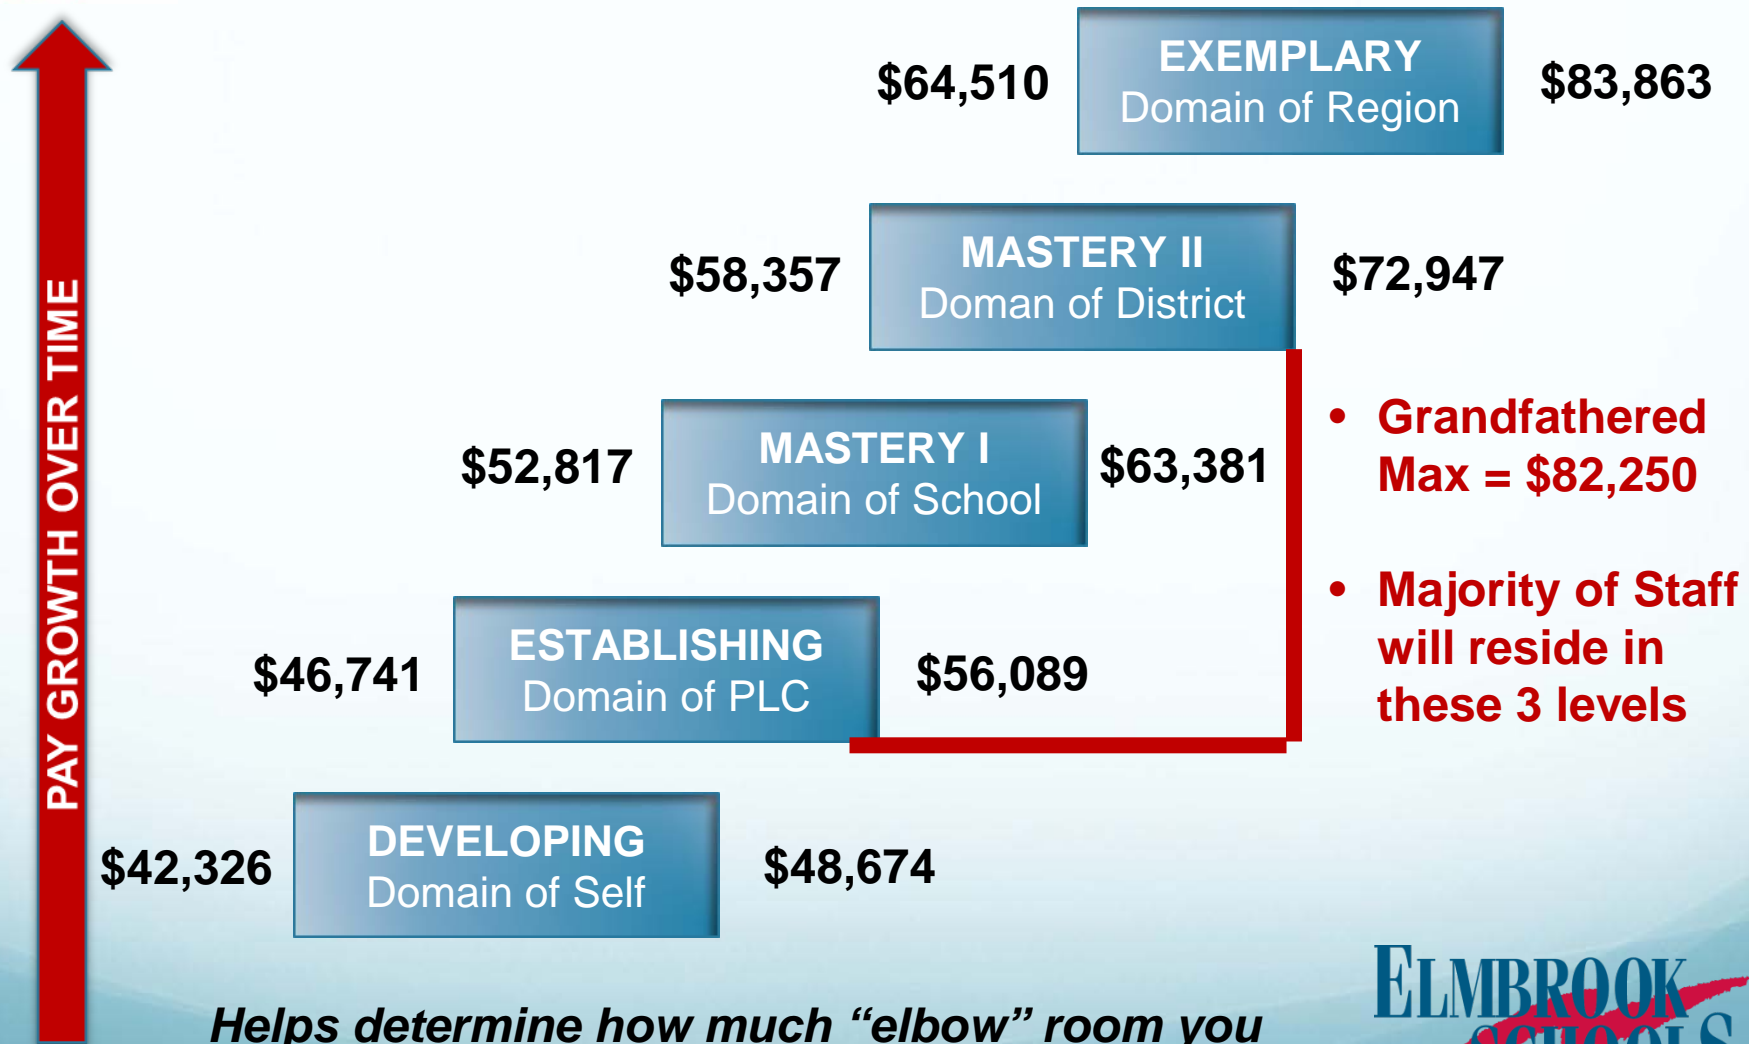 PAY GROWTH OVER TIME
$64,510
EXEMPLARY
Domain of Region
$83,863
$58,357
MASTERY II
Doman of District
$72,947
$52,817
MASTERY I
Domain of School
$63,381
• Grandfathered
Max = $82,250
$46,741
ESTABLISHING
Domain of PLC
$56,089
• Majority of Staff
will reside in
these 3 levels
$42,326
DEVELOPING
Domain of Self
$48,674
Helps determine how much “elbow” room you
ELMBROOK
SCHOOLS